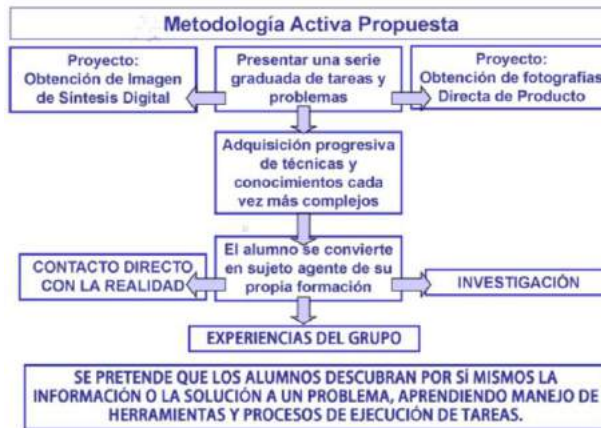 Metodología Activa Propuesta
Proyecto:
Obtención de Imagen
de Síntesis Digital
Presentar una serie
graduada de tareas y
problemas
Proyecto:
Obtención de fotografías
Directa de Producto
Adquisición progresiva
de técnicas y
conocimientos cada
vez más complejos
CONTACTO DIRECTO
CON LA REALIDAD
El alumno se convierte
en sujeto agente de su
propia formación
INVESTIGACIÓN
EXPERIENCIAS DEL GRUPO
SE PRETENDE QUE LOS ALUMNOS DESCUBRAN POR SÍ MISMOS LA
INFORMACIÓN O LA SOLUCIÓN A UN PROBLEMA, APRENDIENDO MANEJO DE
HERRAMIENTAS Y PROCESOS DE EJECUCIÓN DE TAREAS.